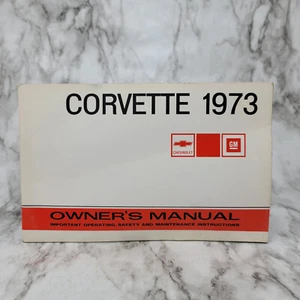 CORVETTE 1973
CHEVROLET
GM
OWNER'S MANUAL
IMPORTANT OPERATING, SAFETY AND MAINTENANCE INSTRUCTIONS